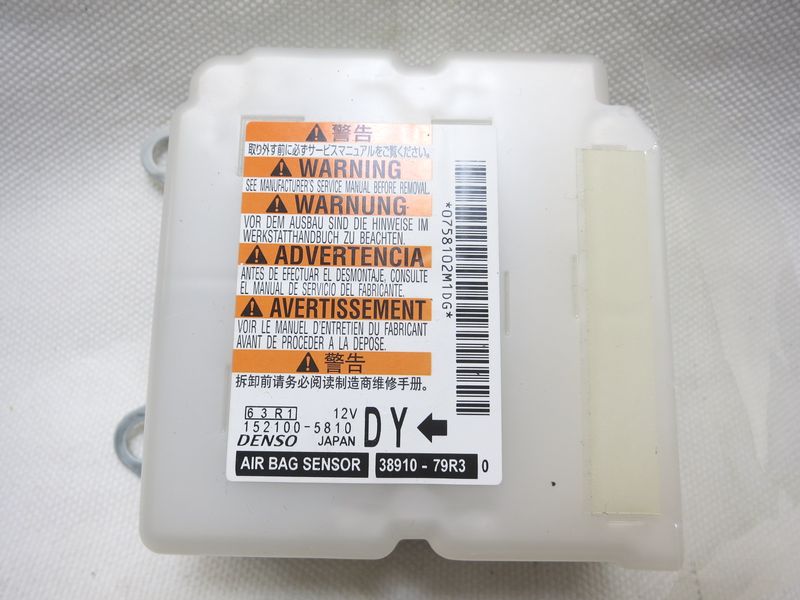 警告
取り外す前に必ずサービスマニュアルをご覧ください。
WARNING
SEE MANUFACTURER'S SERVICE MANUAL BEFORE REMOVAL.
WARNUNG
VOR DEM AUSBAU SIND DIE HINWEISE IM
WERKSTATTHANDBUCH ZU BEACHTEN.
ADVERTENCIA
ANTES DE EFECTUAR EL DESMONTAJE, CONSULTE
EL MANUAL DE SERVICIO DEL FABRICANTE.
AVERTISSEMENT
VOIR LE MANUEL D'ENTRETIEN DU FABRICANT
AVANT DE PROCEDER A LA DEPOSE.
警告
拆卸前请务必阅读制造商维修手册。
63R1 12V
152100-5810
DENSO JAPAN DY
AIR BAG SENSOR 38910-79R3 0
*0758102M1DG*